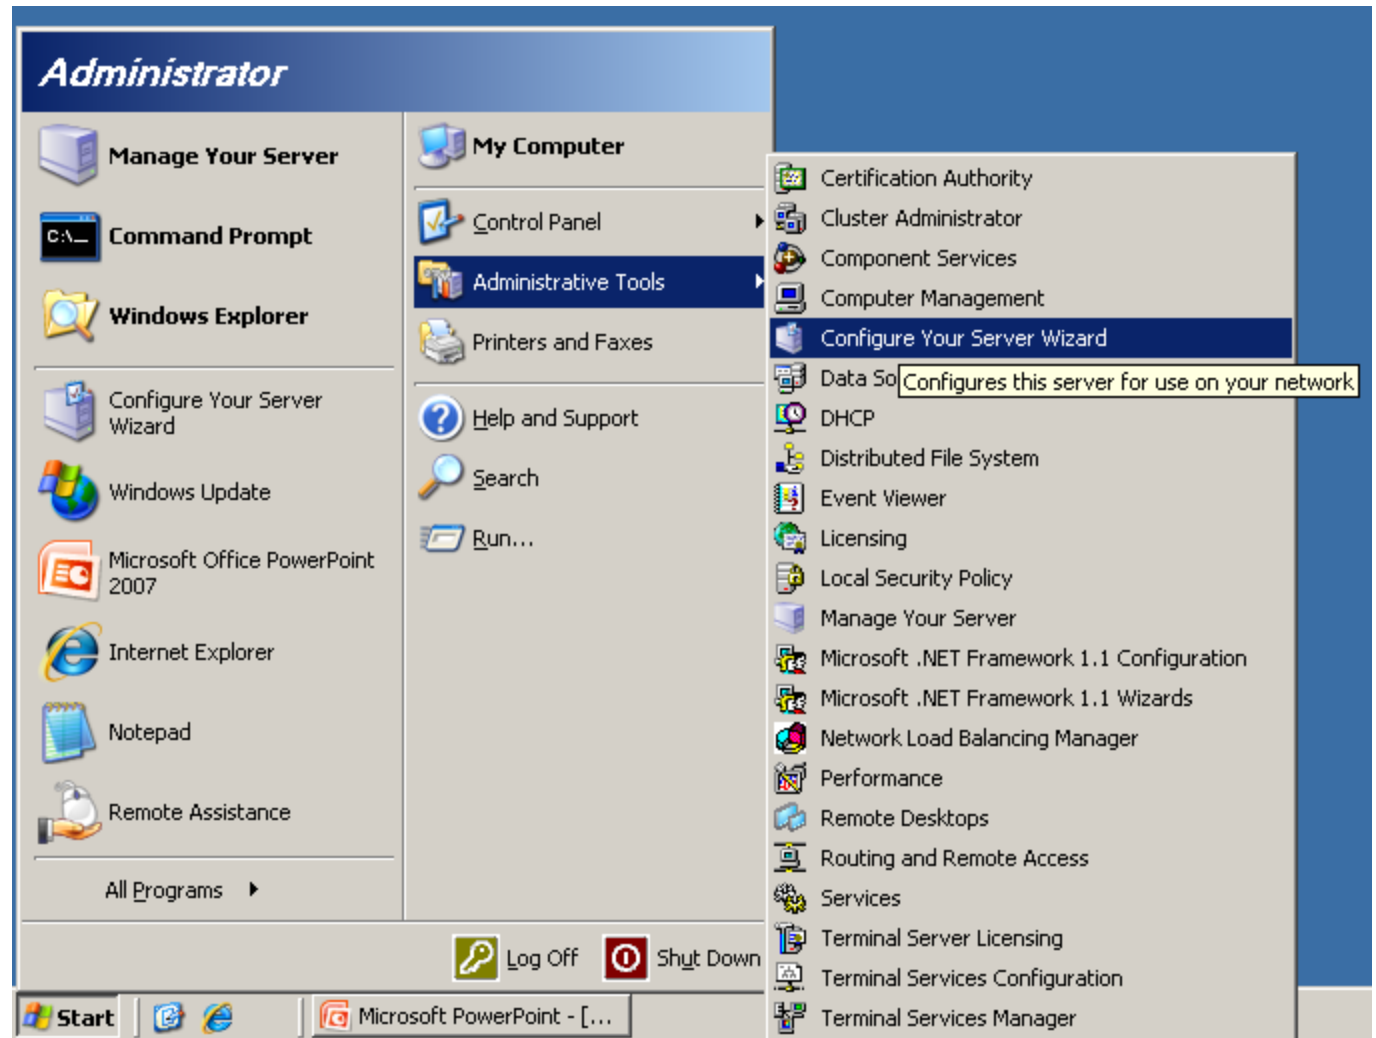 Administrator
Manage Your Server
Command Prompt
Windows Explorer
Configure Your Server
Wizard
Windows Update
Microsoft Office PowerPoint
2007
Internet Explorer
Notepad
Remote Assistance
All Programs
My Computer
Control Panel
Administrative Tools
Printers and Faxes
Help and Support
Search
Run...
Certification Authority
Cluster Administrator
Component Services
Computer Management
Configure Your Server Wizard
Data So
Configures this server for use on your network
DHCP
Distributed File System
Event Viewer
Licensing
Local Security Policy
Manage Your Server
Microsoft .NET Framework 1.1 Configuration
Microsoft .NET Framework 1.1 Wizards
Network Load Balancing Manager
Performance
Remote Desktops
Routing and Remote Access
Services
Terminal Server Licensing
Terminal Services Configuration
Terminal Services Manager
Log Off
Shut Down
Start
Microsoft PowerPoint - [...
C:\_